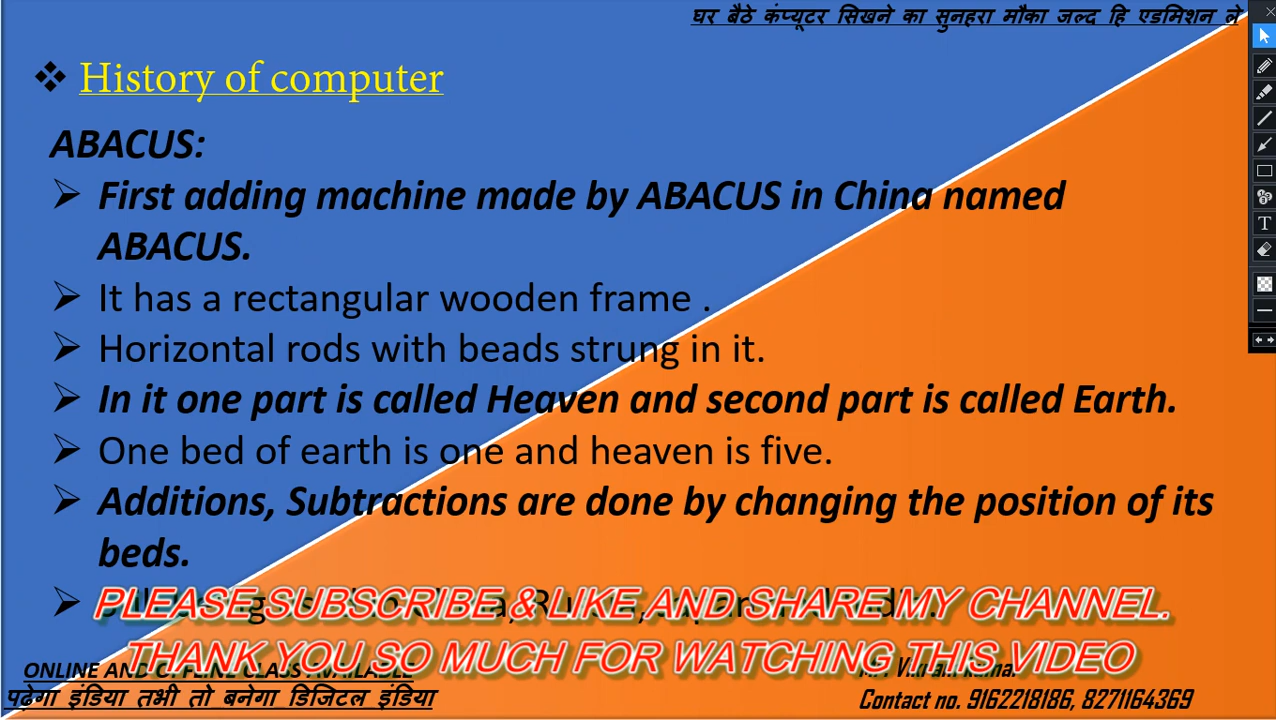 घर बैठे कंप्यूटर सिखने का सुनहरा मौका जल्द हि एडमिशन ले
❖ History of computer
ABACUS:
➢ First adding machine made by ABACUS in China named
ABACUS.
➢ It has a rectangular wooden frame .
➢ Horizontal rods with beads strung in it.
➢ In it one part is called Heaven and second part is called Earth.
➢ One bed of earth is one and heaven is five.
➢ Additions, Subtractions are done by changing the position of its
beds.
PLEASE SUBSCRIBE & LIKE AND SHARE MY CHANNEL.
THANK YOU SO MUCH FOR WATCHING THIS VIDEO
ONLINE AND OFFLINE CLASS AVAILABLE
पढ़ेगा इंडिया तभी तो बनेगा डिजिटल इंडिया
Contact no. 9162218186, 8271164369